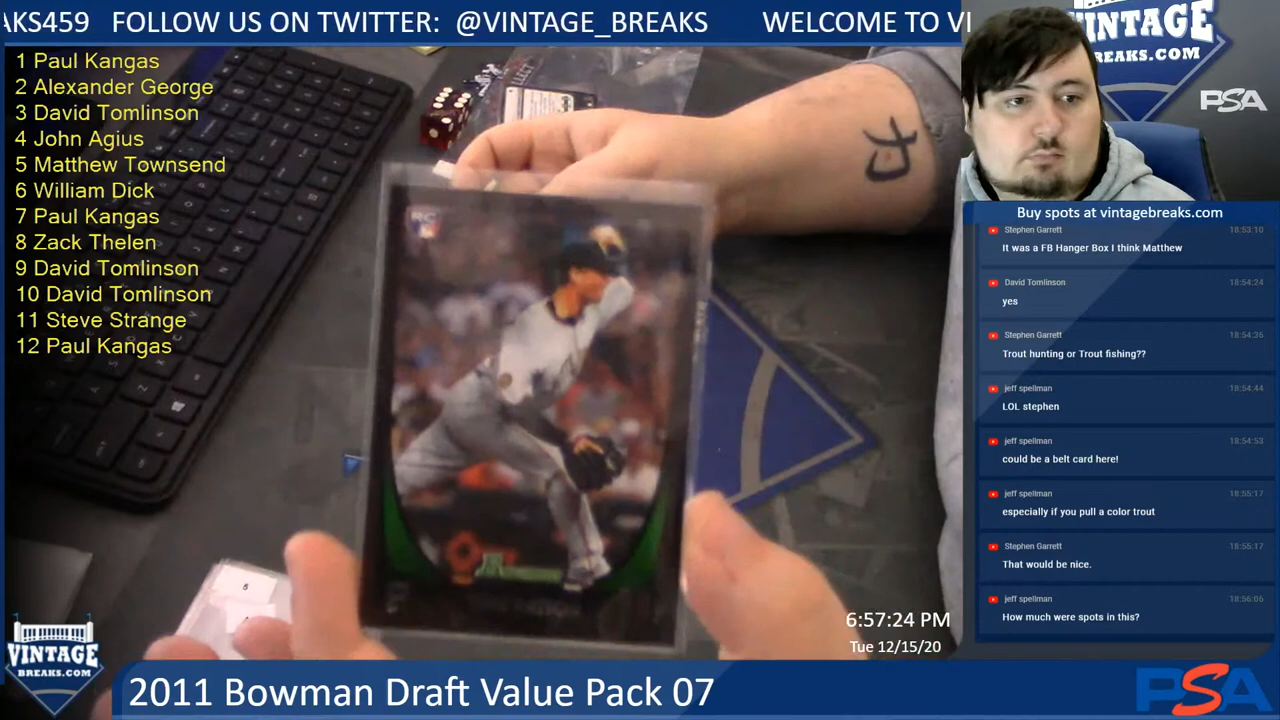 AKS459 FOLLOW US ON TWITTER: @VINTAGE_BREAKS WELCOME TO VI
1 Paul Kangas
2 Alexander George
3 David Tomlinson
4 John Agius
5 Matthew Townsend
6 William Dick
7 Paul Kangas
8 Zack Thelen
9 David Tomlinson
10 David Tomlinson
11 Steve Strange
12 Paul Kangas
RC
力
5
VINTAGE
BREAKS.COM
PSA
Buy spots at vintagebreaks.com
Stephen Garrett 18:53:10
It was a FB Hanger Box I think Matthew
David Tomlinson 18:54:24
yes
Stephen Garrett 18:54:36
Trout hunting or Trout fishing??
jeff spellman 18:54:44
LOL stephen
jeff spellman 18:54:53
could be a belt card here!
jeff spellman 18:55:17
especially if you pull a color trout
Stephen Garrett 18:55:17
That would be nice.
jeff spellman 18:56:06
How much were spots in this?
6:57:24 PM
Tue 12/15/20
VINTAGE
BREAKS.COM
2011 Bowman Draft Value Pack 07
PSA